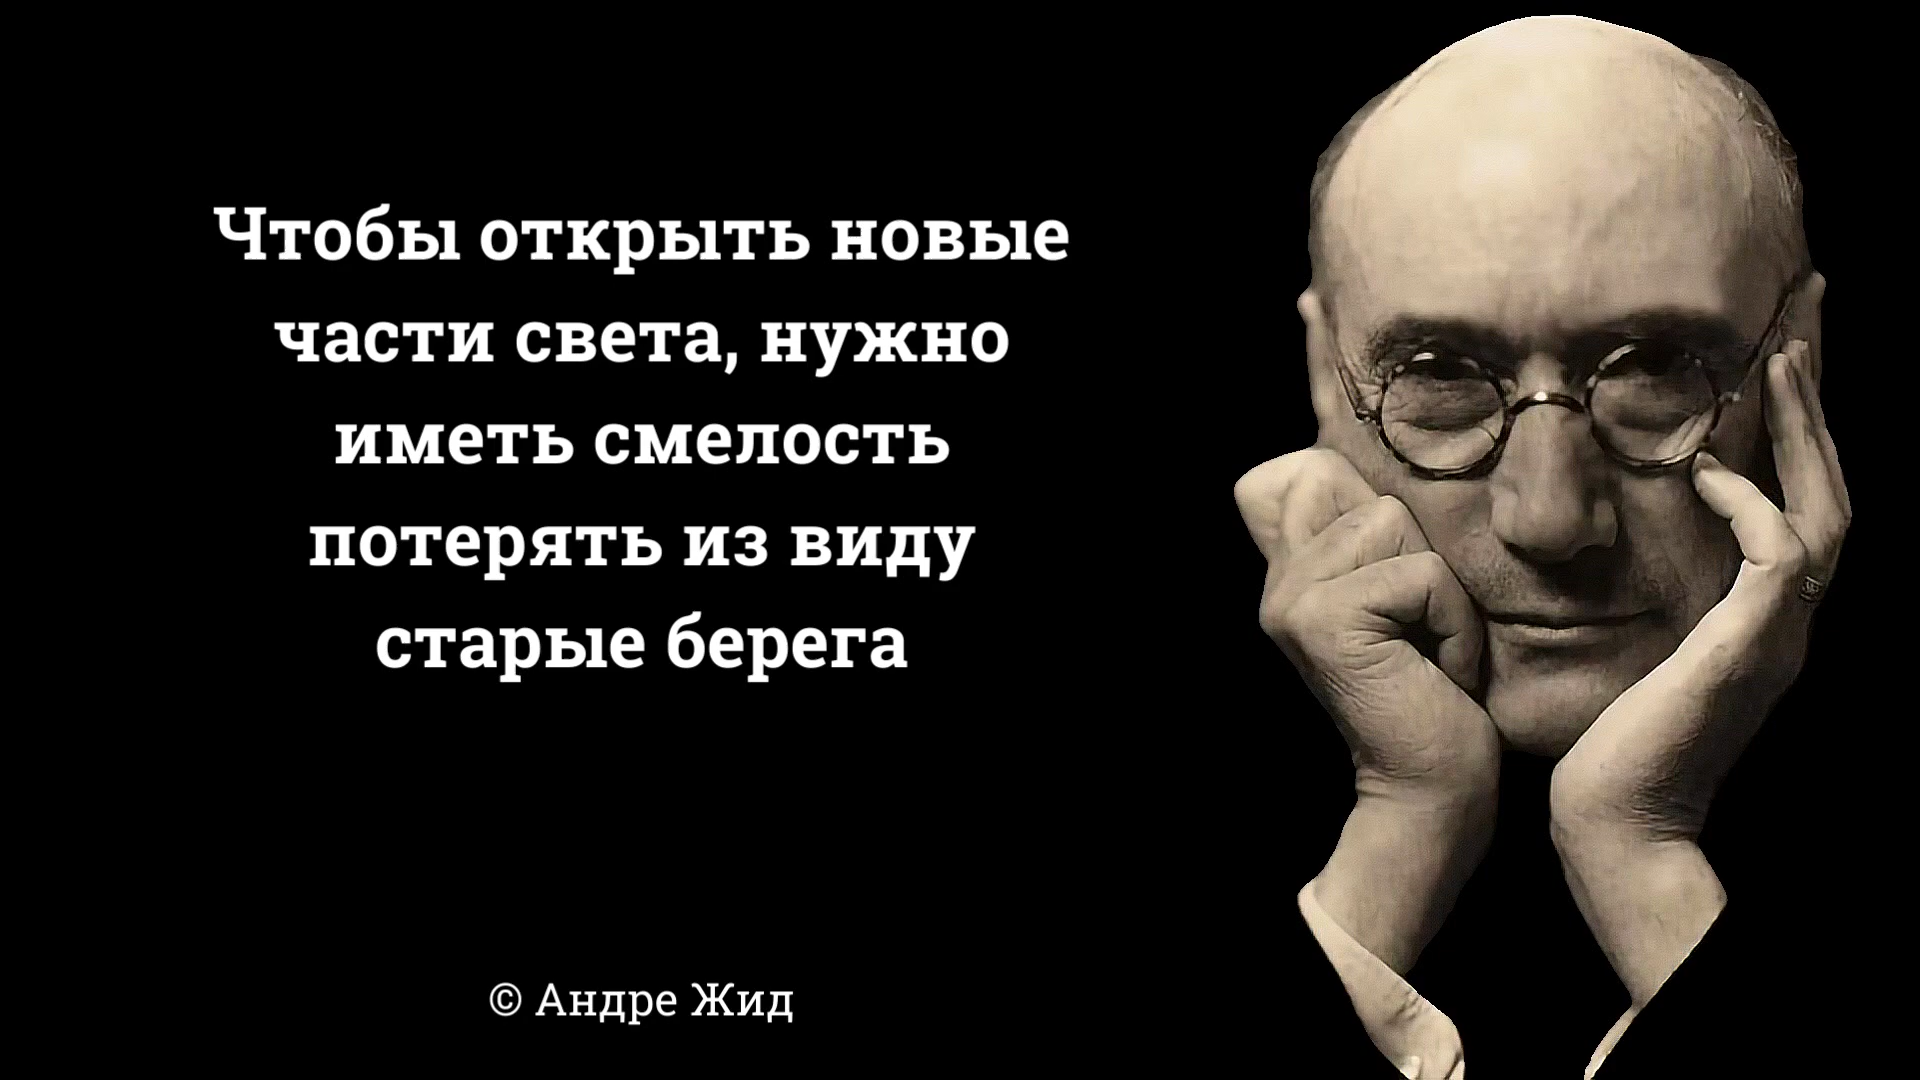 Чтобы открыть новые
части света, нужно
иметь смелость
потерять из виду
старые берега
© Андре Жид